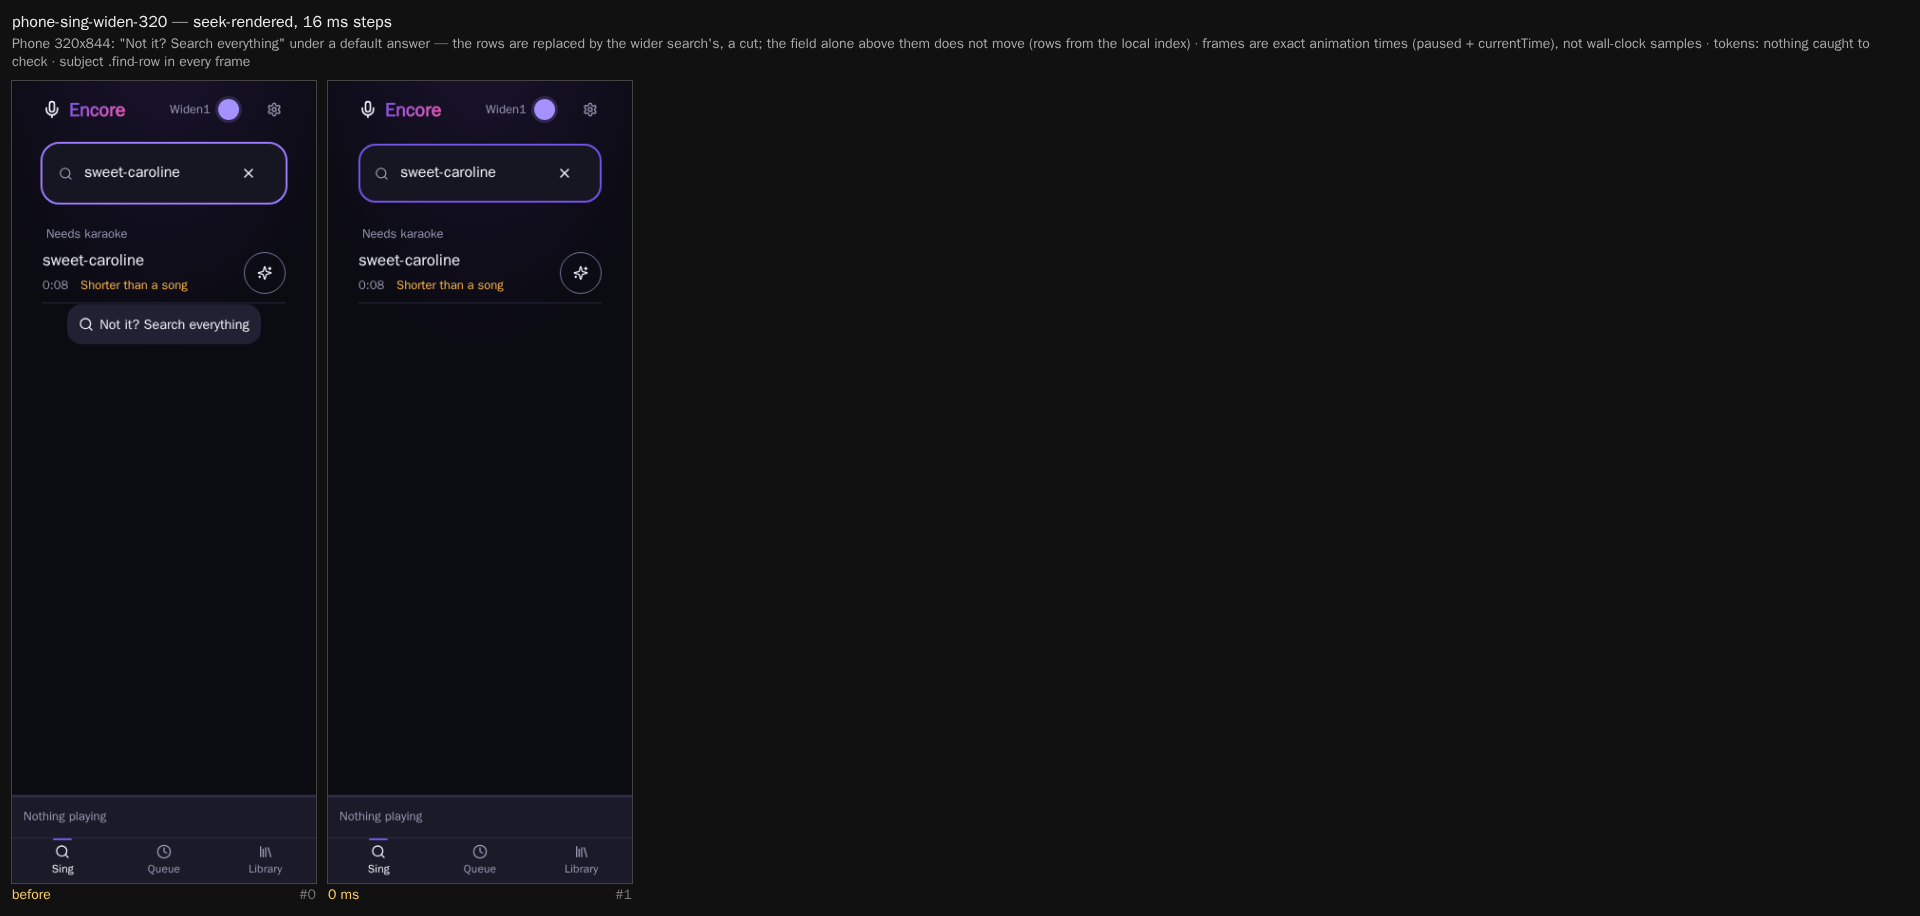 phone-sing-widen-320 — seek-rendered, 16 ms steps
Phone 320x844: "Not it? Search everything" under a default answer — the rows are replaced by the wider search's, a cut; the field alone above them does not move (rows from the local index) · frames are exact animation times (paused + currentTime), not wall-clock samples · tokens: nothing caught to
check · subject .find-row in every frame
Encore
Widen1
sweet-caroline
Needs karaoke
sweet-caroline
0:08 Shorter than a song
Not it? Search everything
Nothing playing
Sing Queue Library
before #0
Encore
Widen1
sweet-caroline
Needs karaoke
sweet-caroline
0:08 Shorter than a song
Nothing playing
Sing Queue Library
0 ms #1